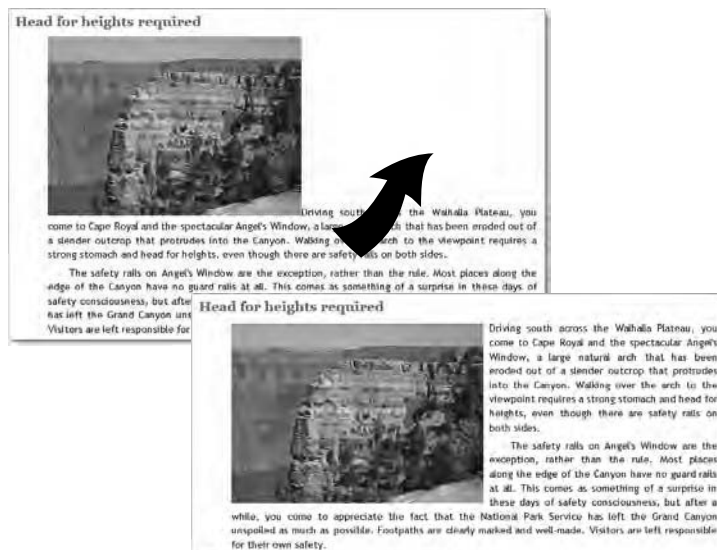 Head for heights required
Driving south the Walhalla Plateau, you
come to Cape Royal and the spectacular Angel's Window, a large ch that has been eroded out of
a slender outcrop that protrudes into the Canyon. Walking over arch to the viewpoint requires a
strong stomach and head for heights, even though there are safety ils on both sides.
The safety rails on Angel's Window are the exception, rather than the rule. Most places along the
edge of the Canyon have no guard rails at all. This comes as something of a surprise in these days of
safety consciousness, but after
has left the Grand Canyon uns
Visitors are left responsible for
Head for heights required
Driving south across the Walhalla Plateau, you
come to Cape Royal and the spectacular Angel's
Window, a large natural arch that has been
eroded out of a slender outcrop that protrudes
into the Canyon. Walking over the arch to the
viewpoint requires a strong stomach and head for
heights, even though there are safety rails on
both sides.
The safety rails on Angel's Window are the
exception, rather than the rule. Most places
along the edge of the Canyon have no guard rails
at all. This comes as something of a surprise in
these days of safety consciousness, but after a
while, you come to appreciate the fact that the National Park Service has left the Grand Canyon
unspoiled as much as possible. Footpaths are clearly marked and well-made. Visitors are left responsible
for their own safety.